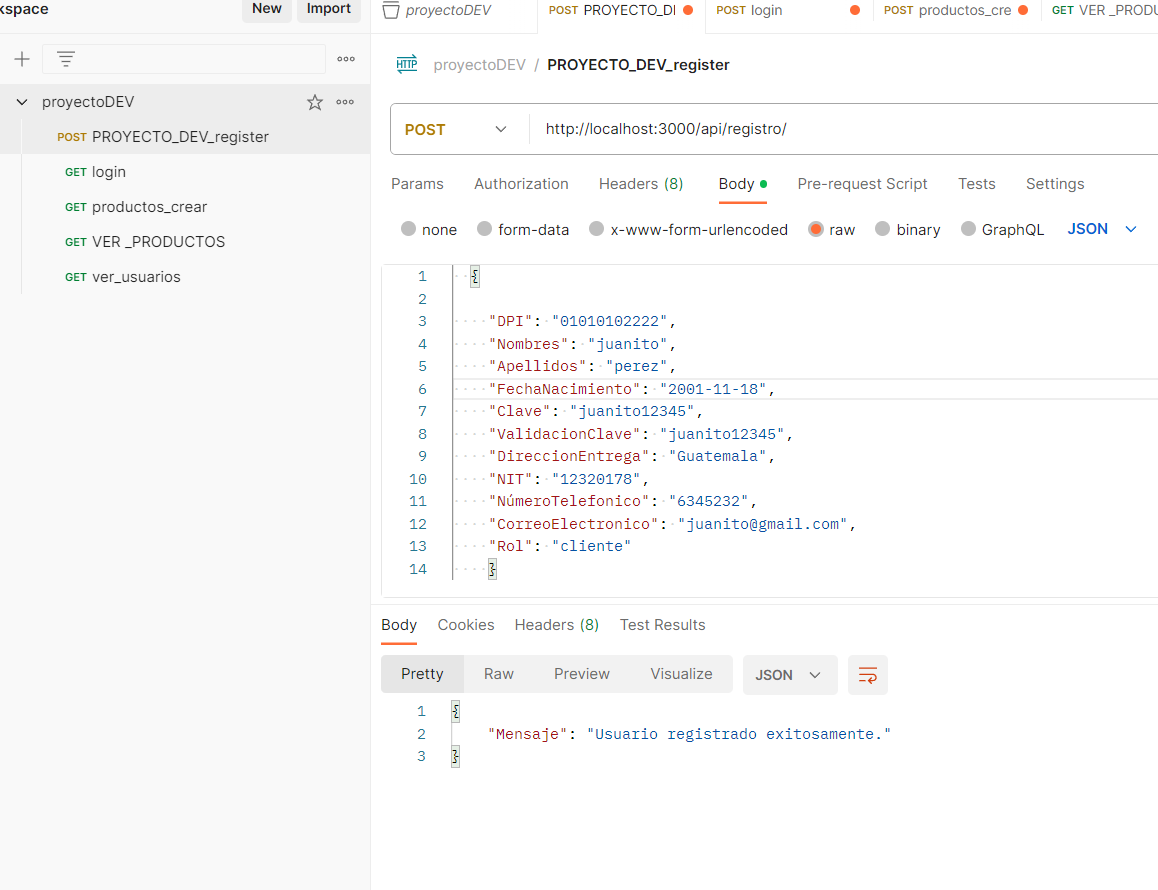 kspace
New
Import
proyectoDEV
POST PROYECTO_DI
POST login
POST productos_cre
GET VER _PRODU
proyectoDEV
POST PROYECTO_DEV_register
GET login
GET productos_crear
GET VER _PRODUCTOS
GET ver_usuarios
HTTP proyectoDEV / PROYECTO_DEV_register
POST http://localhost:3000/api/registro/
Params Authorization Headers (8) Body Pre-request Script Tests Settings
none form-data x-www-form-urlencoded raw binary GraphQL JSON
1 {
2
3 "DPI": "01010102222",
4 "Nombres": "juanito",
5 "Apellidos": "perez",
6 "FechaNacimiento": "2001-11-18",
7 "Clave": "juanito12345",
8 "ValidacionClave": "juanito12345",
9 "DireccionEntrega": "Guatemala",
10 "NIT": "12320178",
11 "NúmeroTelefonico": "6345232",
12 "CorreoElectronico": "juanito@gmail.com",
13 "Rol": "cliente"
14 }
Body Cookies Headers (8) Test Results
Pretty Raw Preview Visualize JSON
1 {
2 "Mensaje": "Usuario registrado exitosamente."
3 }